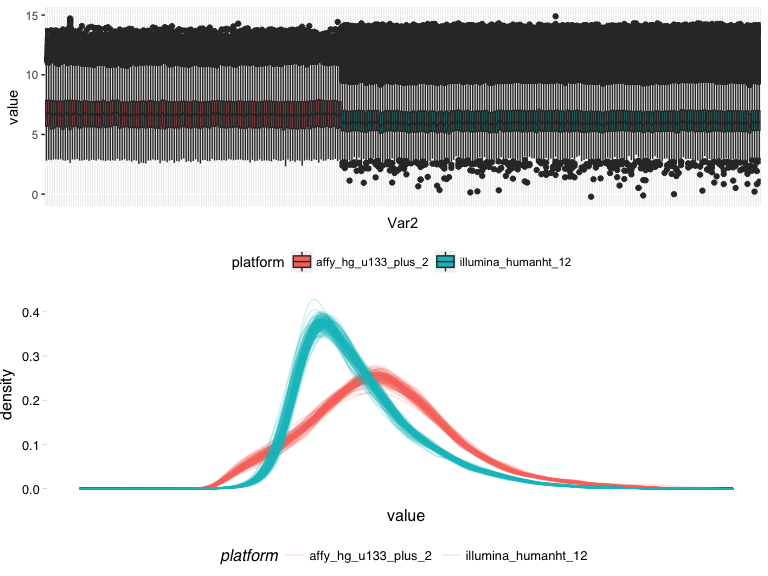 15
10
value
5
0
Var2
platform affy_hg_u133_plus_2 illumina_humanht_12
0.4
0.3
density
0.2
0.1
0.0
value
platform affy_hg_u133_plus_2 illumina_humanht_12